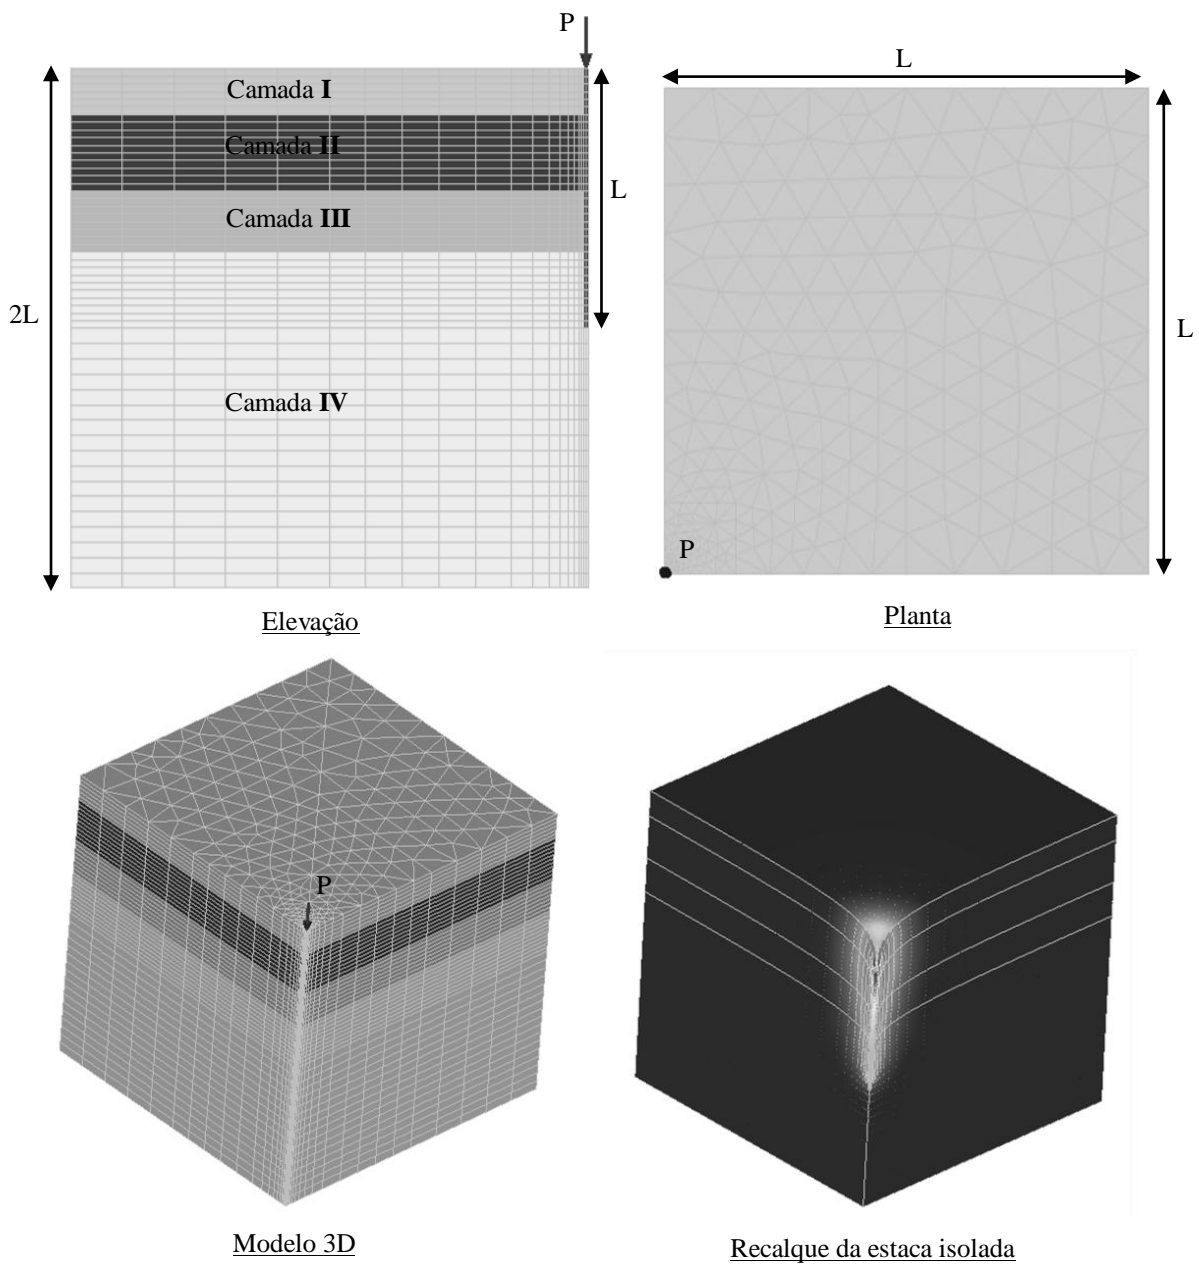 P
L
Camada I
Camada II
L
Camada III
2L
L
Camada IV
P
Elevação
Planta
P
Modelo 3D
Recalque da estaca isolada